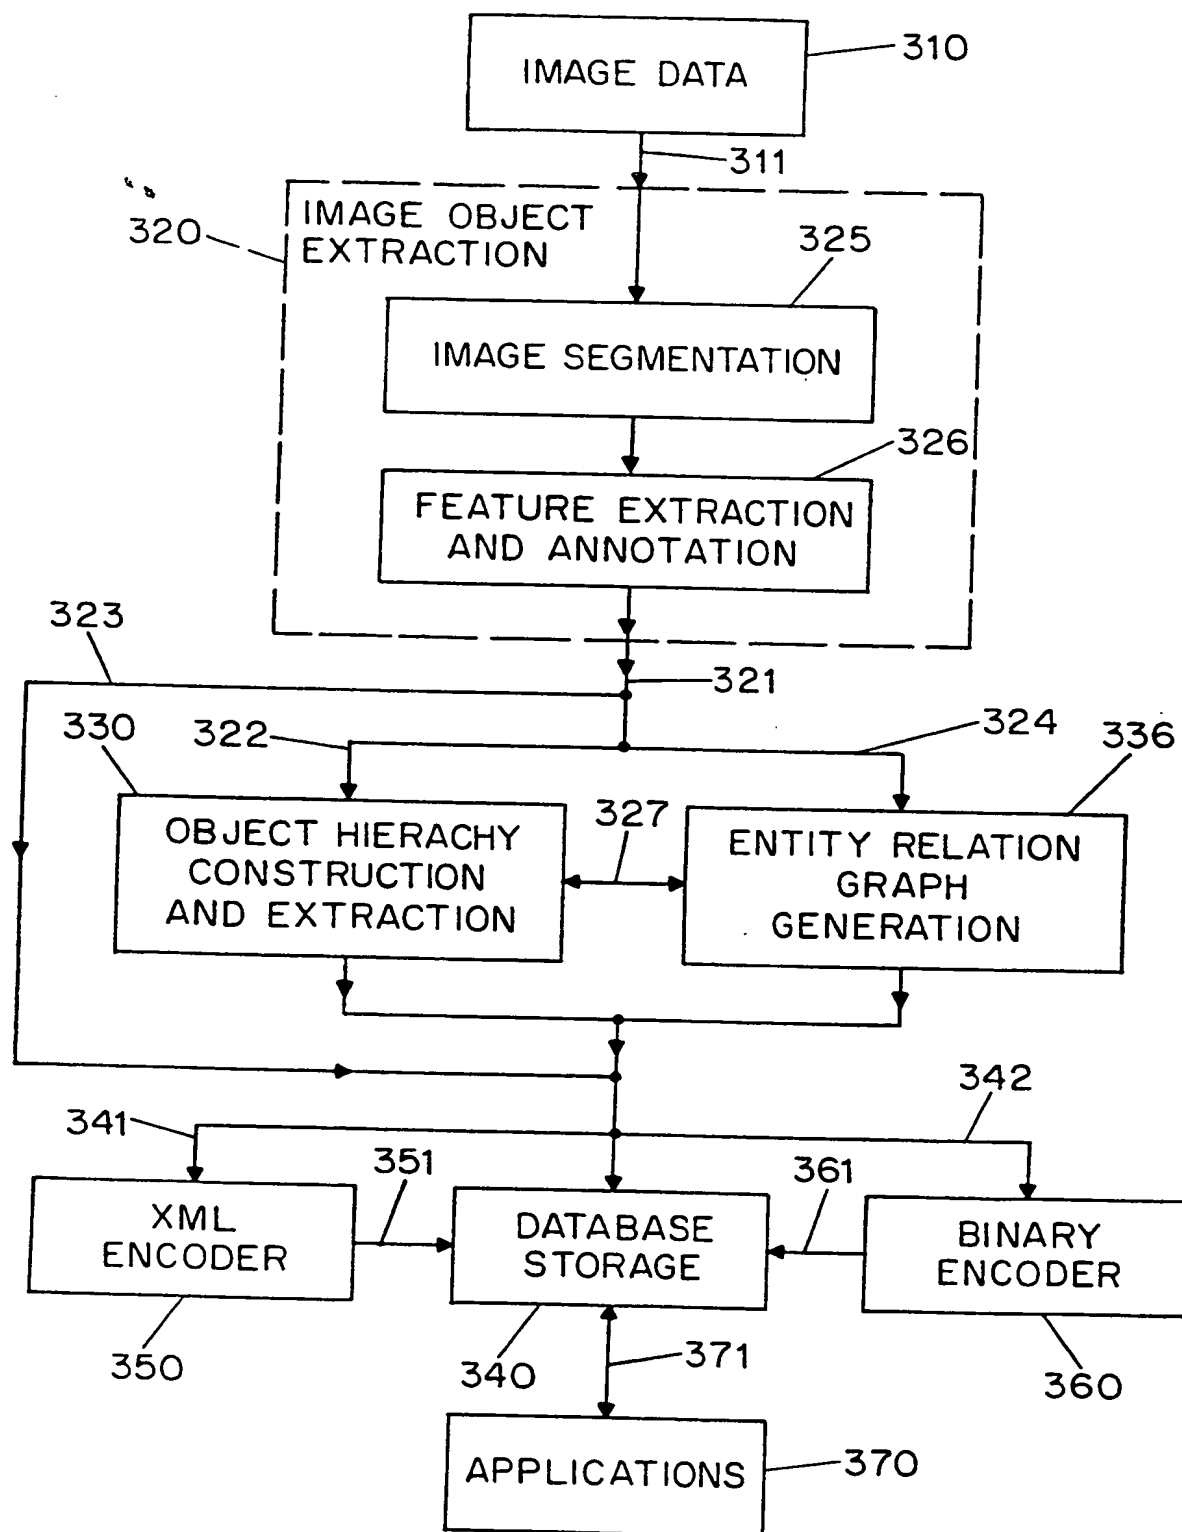 IMAGE DATA
310
311
IMAGE OBJECT
EXTRACTION
320
325
IMAGE SEGMENTATION
326
FEATURE EXTRACTION
AND ANNOTATION
323
321
330
322
324
336
OBJECT HIERACHY
CONSTRUCTION
AND EXTRACTION
327
ENTITY RELATION
GRAPH
GENERATION
341
342
351
361
XML
ENCODER
DATABASE
STORAGE
BINARY
ENCODER
350
340
371
360
APPLICATIONS
370